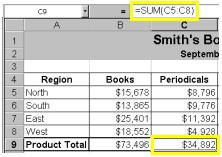 C9 = =SUM(C5:C8)
A B C
1 Smith's Bo
2 Septemb
3
4 Region Books Periodicals
5 North $15,678 $8,796
6 South $13,865 $9,776
7 East $25,401 $11,392
8 West $18,552 $4,928
9 Product Total $73,496 $34,892